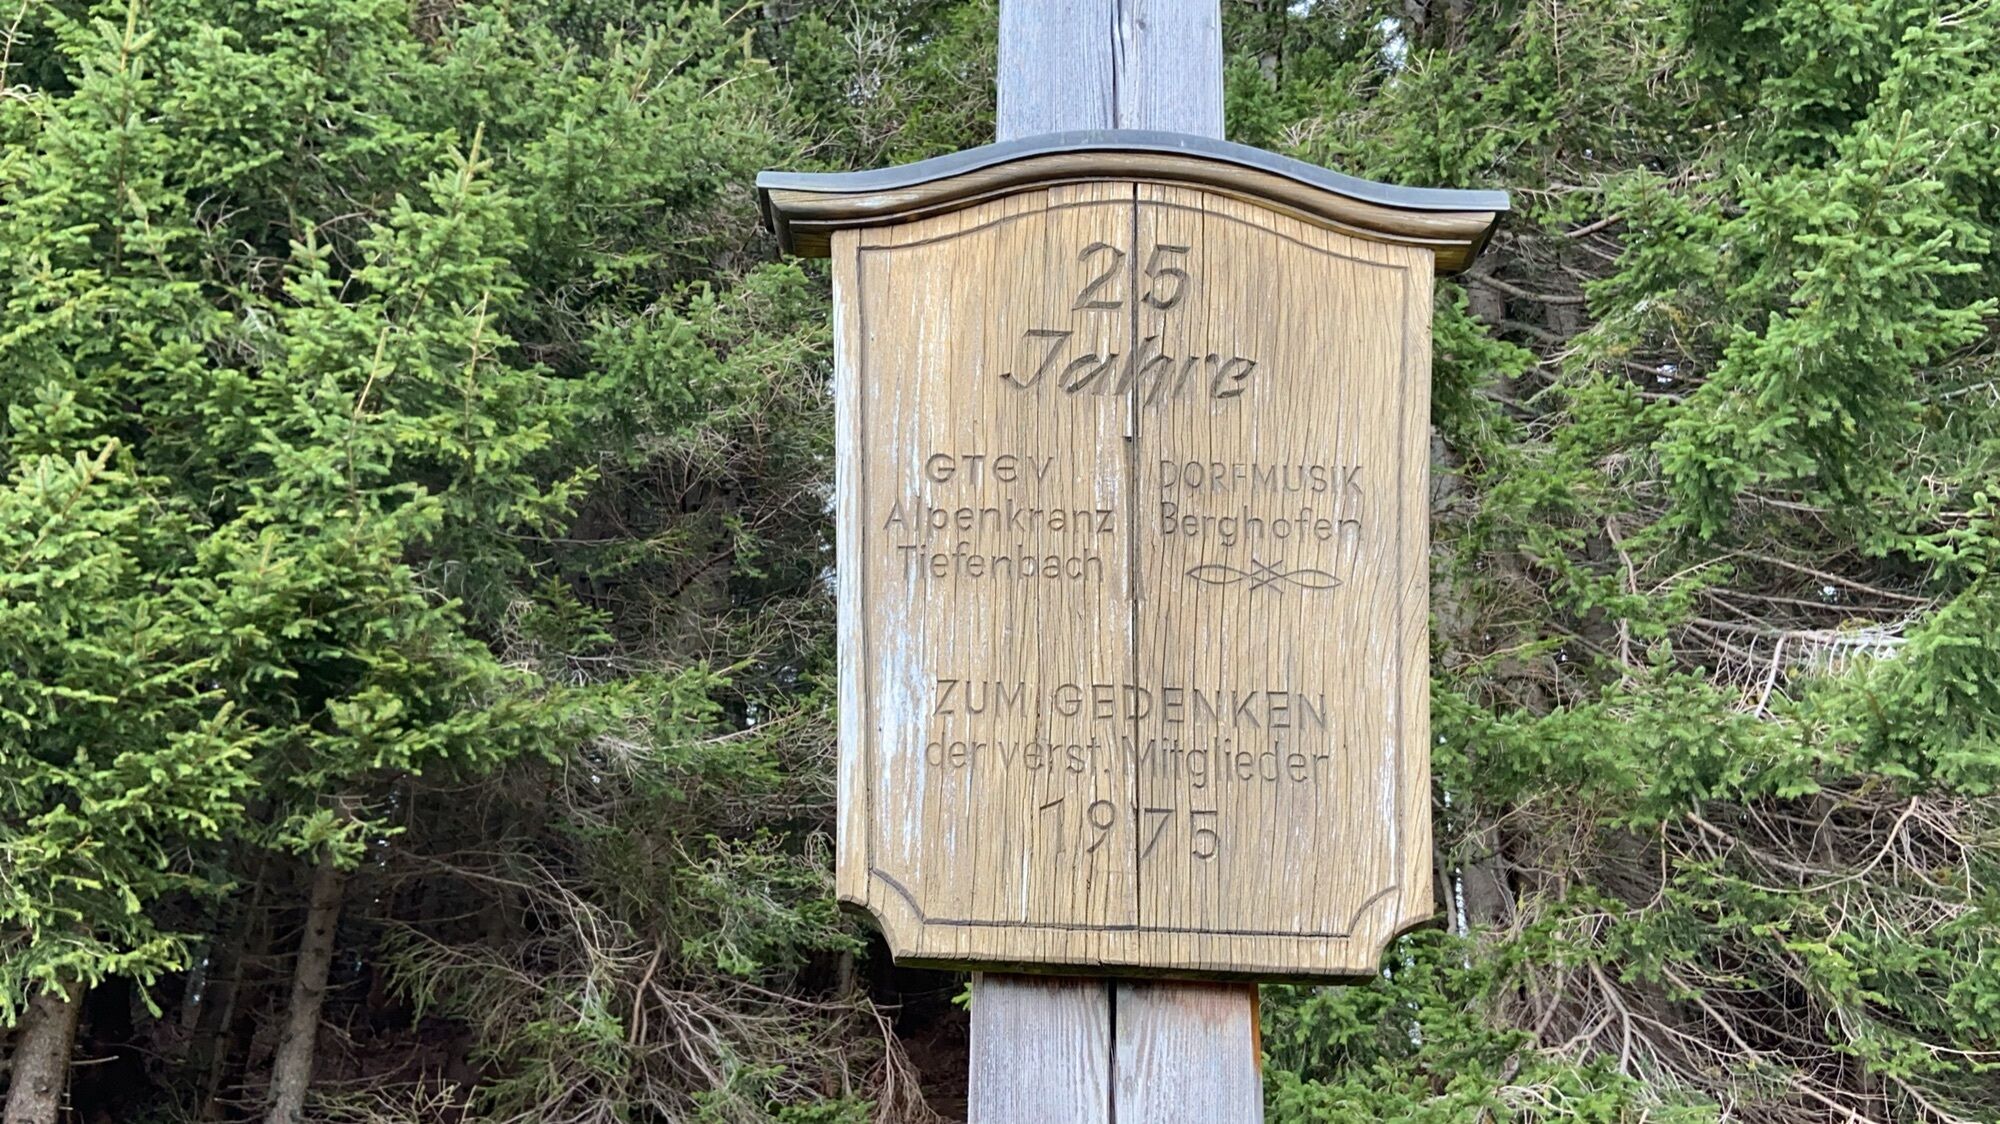 25
Jahre
GTEV
Alpenkranz
Tiefenbach
DORFMUSIK
Berghofen
ZUM GEDENKEN
der verst. Mitglieder
1975